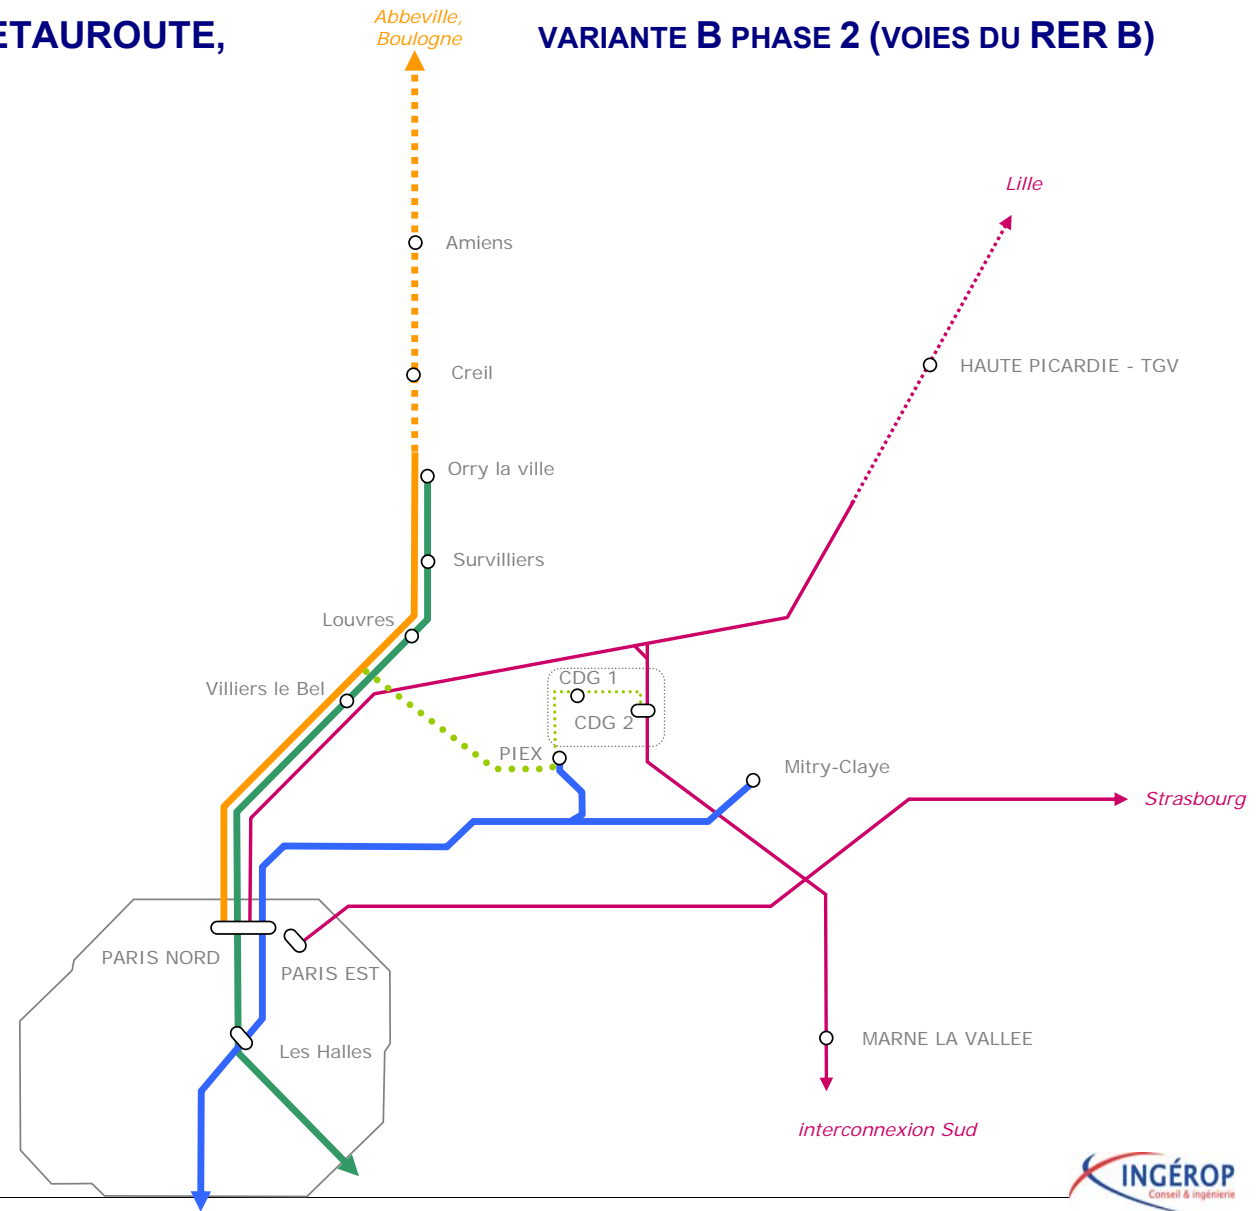 ETAUROUTE,
VARIANTE B PHASE 2 (VOIES DU RER B)
Abbeville,
Boulogne
Lille
Amiens
HAUTE PICARDIE - TGV
Creil
Orry la ville
Survilliers
Louvres
CDG 1
Villiers le Bel
CDG 2
PIEX
Mitry-Claye
Strasbourg
PARIS NORD
PARIS EST
Les Halles
MARNE LA VALLEE
interconnexion Sud
INGÉROP
Conseil & ingénierie